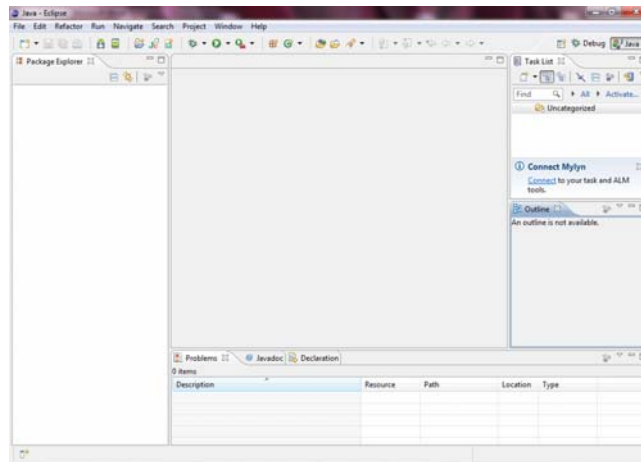 Java - Eclipse
File Edit Refactor Run Navigate Search Project Window Help
Debug Java
Package Explorer
Task List
Find All Activate...
Uncategorized
Connect Mylyn
Connect to your task and ALM
tools.
Outline
An outline is not available.
Problems Javadoc Declaration
0 items
Description Resource Path Location Type